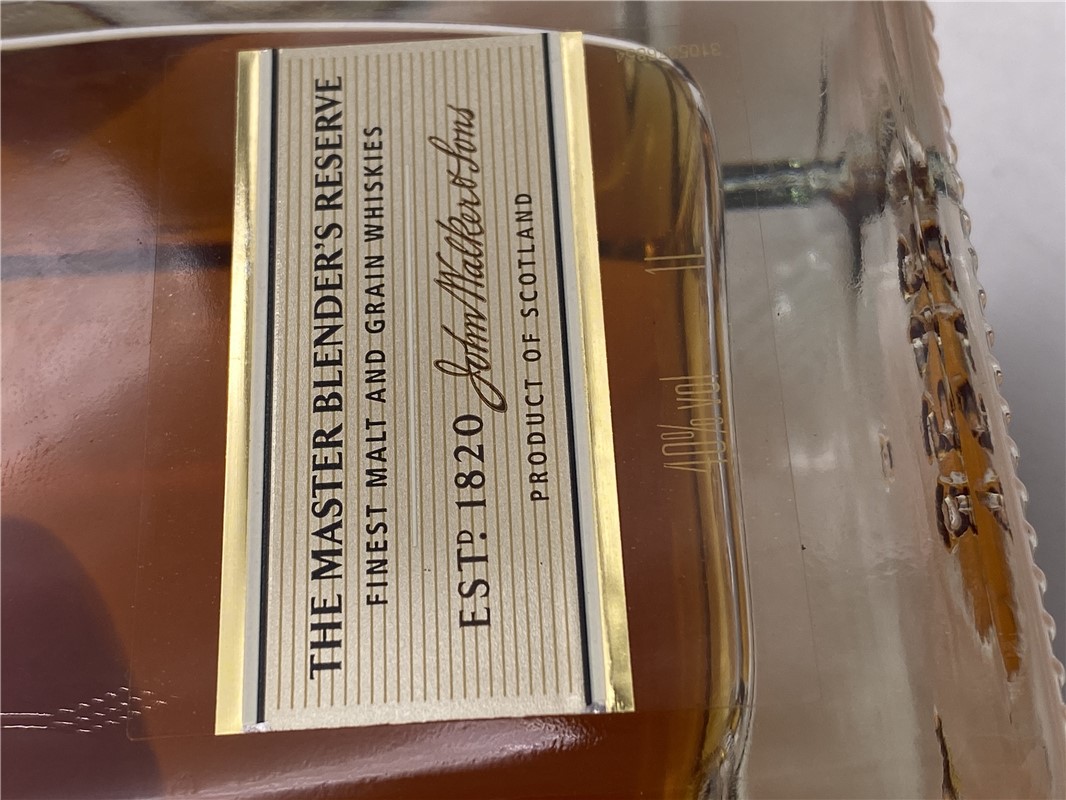 THE MASTER BLENDER'S RESERVE
FINEST MALT AND GRAIN WHISKIES
ESTD. 1820 John Walker & Sons
PRODUCT OF SCOTLAND
40% vol 1L